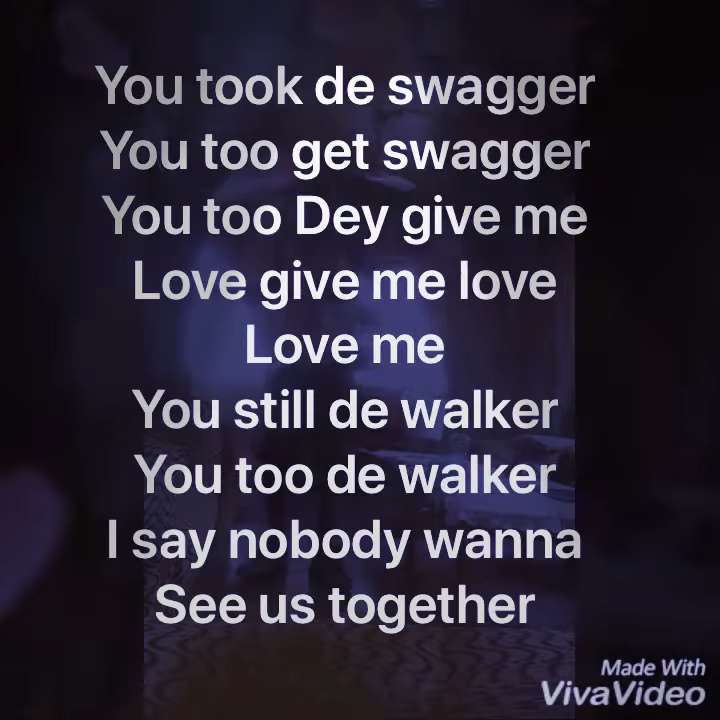 You took de swagger
You too get swagger
You too Dey give me
Love give me love
Love me
You still de walker
You too de walker
I say nobody wanna
See us together
Made With
VivaVideo